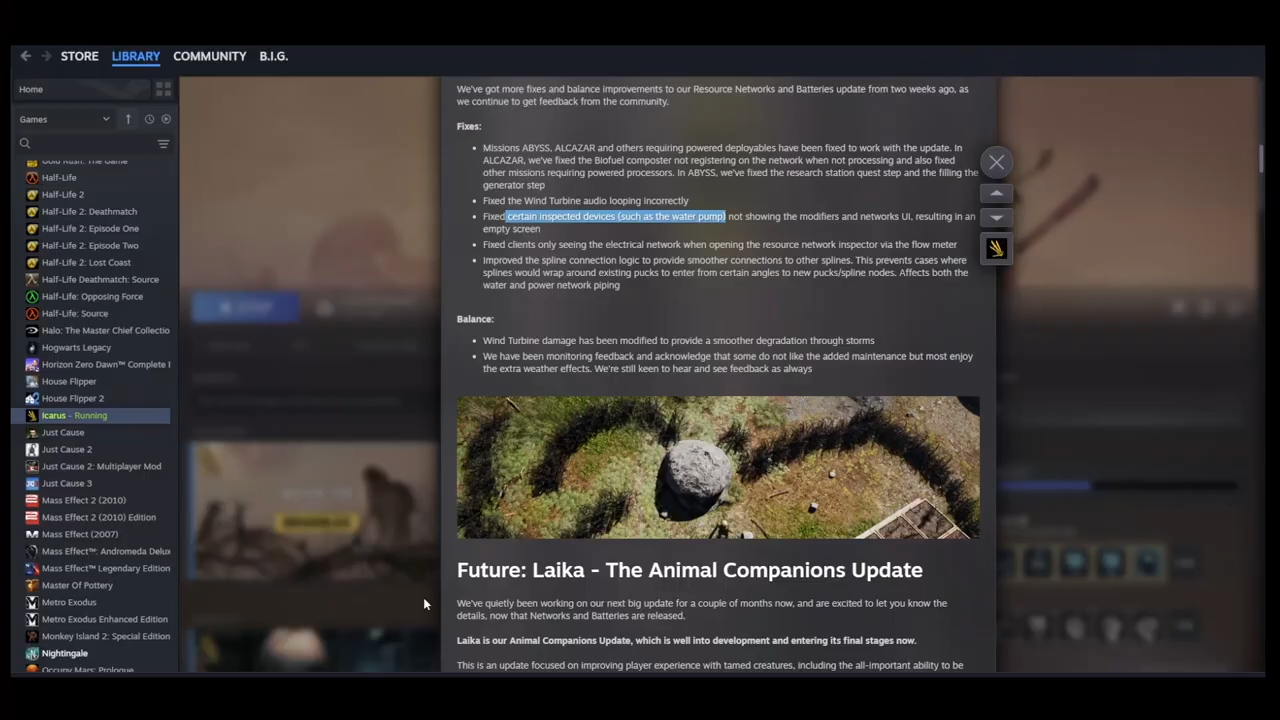 STORE LIBRARY COMMUNITY B.I.G.
Home
Games
Gold Rush: The Game
Half-Life
Half-Life 2
Half-Life 2: Deathmatch
Half-Life 2: Episode One
Half-Life 2: Episode Two
Half-Life 2: Lost Coast
Half-Life Deathmatch: Source
Half-Life: Opposing Force
Half-Life: Source
Halo: The Master Chief Collectio
Hogwarts Legacy
Horizon Zero Dawn™ Complete
House Flipper
House Flipper 2
Icarus - Running
Just Cause
Just Cause 2
Just Cause 2: Multiplayer Mod
Just Cause 3
Mass Effect 2 (2010)
Mass Effect 2 (2010) Edition
Mass Effect (2007)
Mass Effect™: Andromeda Delux
Mass Effect™ Legendary Edition
Master Of Pottery
Metro Exodus
Metro Exodus Enhanced Edition
Monkey Island 2: Special Edition
Nightingale
Occupy Mars: Prologue
We've got more fixes and balance improvements to our Resource Networks and Batteries update from two weeks ago, as
we continue to get feedback from the community.
Fixes:
• Missions ABYSS, ALCAZAR and others requiring powered deployables have been fixed to work with the update. In
ALCAZAR, we've fixed the Biofuel composter not registering on the network when not processing and also fixed
other missions requiring powered processors. In ABYSS, we've fixed the research station quest step and the filling the
generator step
• Fixed the Wind Turbine audio looping incorrectly
• Fixed certain inspected devices (such as the water pump) not showing the modifiers and networks UI, resulting in an
empty screen
• Fixed clients only seeing the electrical network when opening the resource network inspector via the flow meter
• Improved the spline connection logic to provide smoother connections to other splines. This prevents cases where
splines would wrap around existing pucks to enter from certain angles to new pucks/spline nodes. Affects both the
water and power network piping
Balance:
• Wind Turbine damage has been modified to provide a smoother degradation through storms
• We have been monitoring feedback and acknowledge that some do not like the added maintenance but most enjoy
the extra weather effects. We're still keen to hear and see feedback as always
Future: Laika - The Animal Companions Update
We've quietly been working on our next big update for a couple of months now, and are excited to let you know the
details, now that Networks and Batteries are released.
Laika is our Animal Companions Update, which is well into development and entering its final stages now.
This is an update focused on improving player experience with tamed creatures, including the all-important ability to be